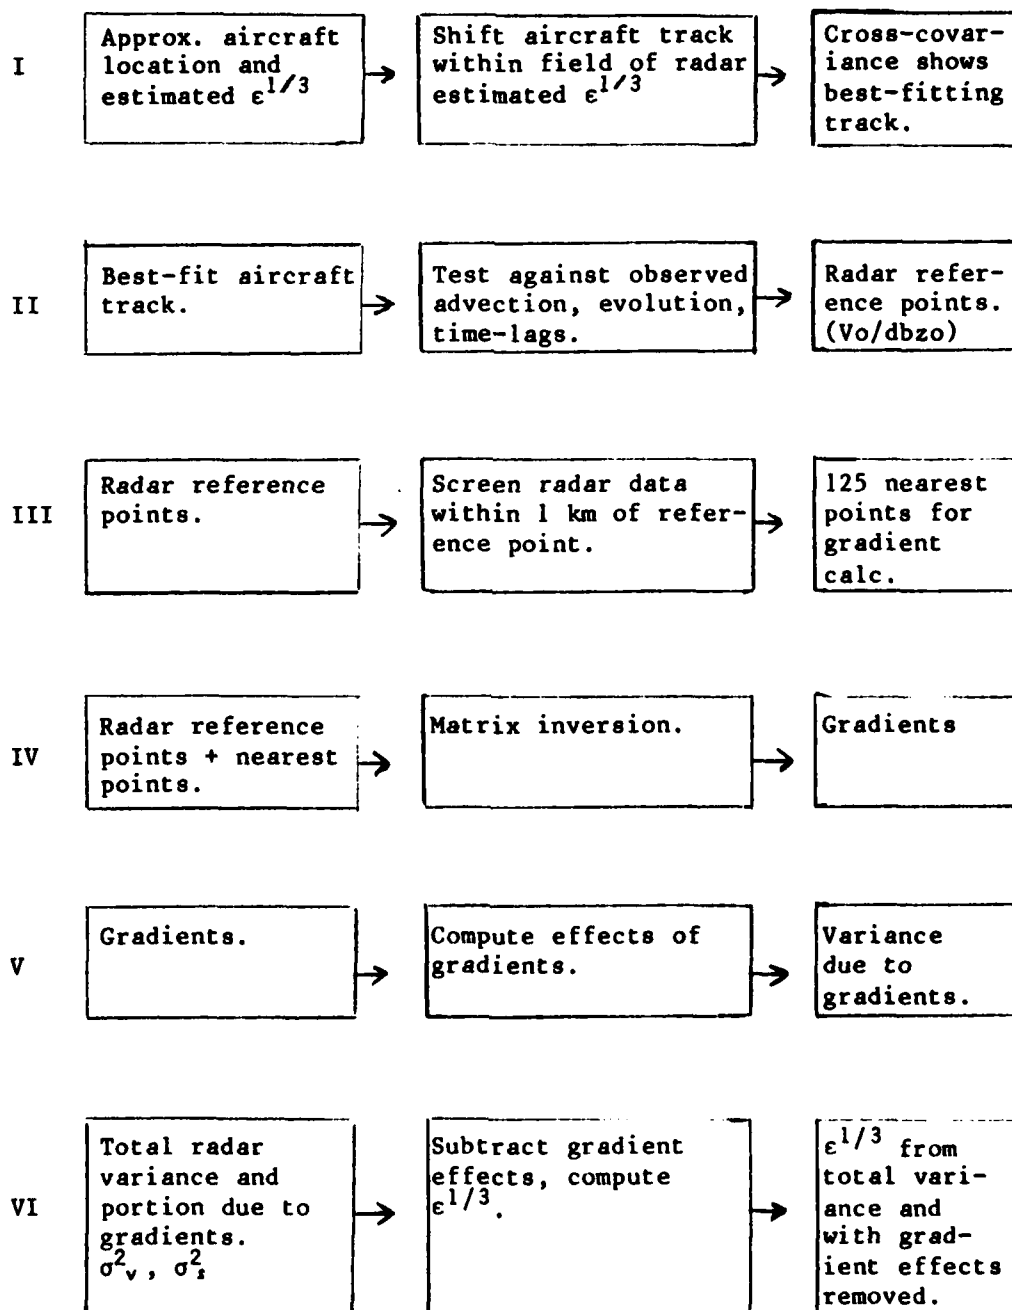 I
Approx. aircraft
location and
estimated ε^1/3
Shift aircraft track
within field of radar
estimated ε^1/3
Cross-covar-
iance shows
best-fitting
track.
II
Best-fit aircraft
track.
Test against observed
advection, evolution,
time-lags.
Radar refer-
ence points.
(Vo/dbzo)
III
Radar reference
points.
Screen radar data
within 1 km of refer-
ence point.
125 nearest
points for
gradient
calc.
IV
Radar reference
points + nearest
points.
Matrix inversion.
Gradients
V
Gradients.
Compute effects of
gradients.
Variance
due to
gradients.
VI
Total radar
variance and
portion due to
gradients.
σ²v, σ²s
Subtract gradient
effects, compute
ε^1/3.
ε^1/3 from
total vari-
ance and
with grad-
ient effects
removed.